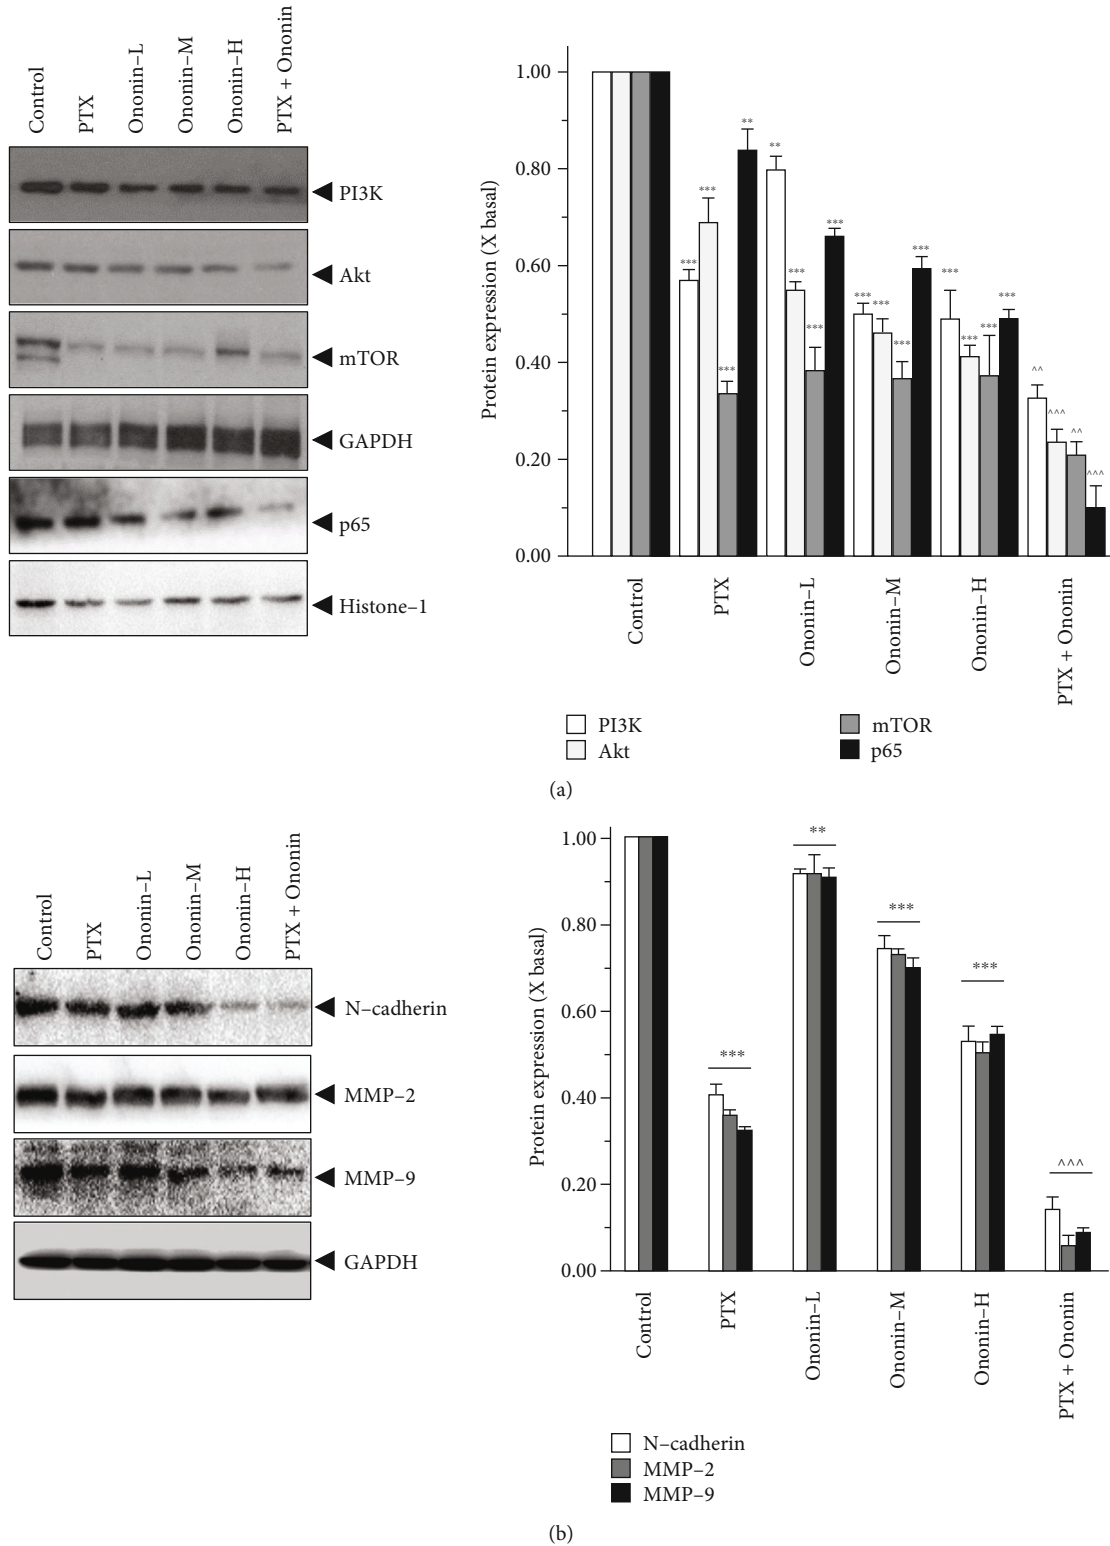 Control
PTX
Ononin–L
Ononin–M
Ononin–H
PTX + Ononin
PI3K
Akt
mTOR
GAPDH
p65
Histone–1
Protein expression (X basal)
1.00
0.80
0.60
0.40
0.20
0.00
***
***
***
**
**
***
***
***
***
***
***
***
***
***
***
***
^^
^^^
^^
^^^
Control
PTX
Ononin–L
Ononin–M
Ononin–H
PTX + Ononin
PI3K
Akt
mTOR
p65
(a)
Control
PTX
Ononin–L
Ononin–M
Ononin–H
PTX + Ononin
N–cadherin
MMP–2
MMP–9
GAPDH
Protein expression (X basal)
1.00
0.80
0.60
0.40
0.20
0.00
***
**
***
***
^^^
Control
PTX
Ononin–L
Ononin–M
Ononin–H
PTX + Ononin
N–cadherin
MMP–2
MMP–9
(b)